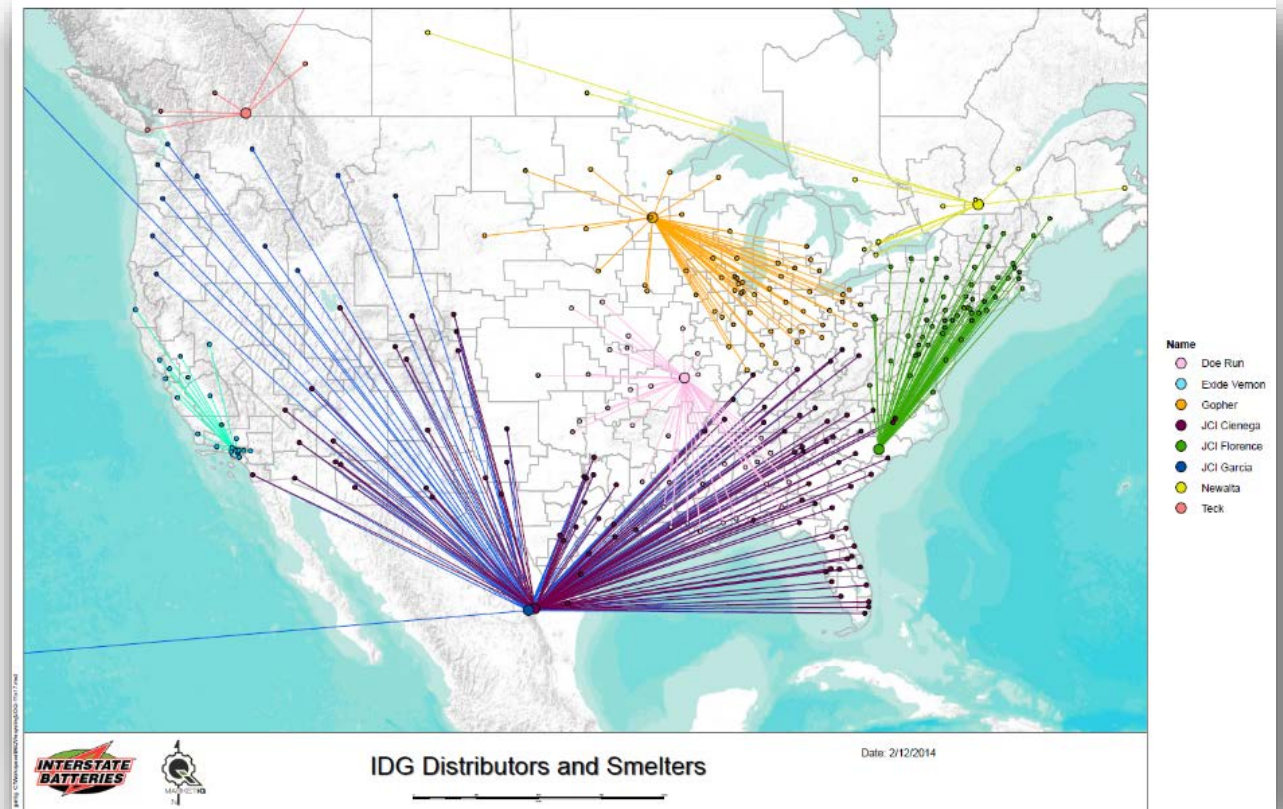 Name
Doe Run
Exide Vernon
Gopher
JCI Cienega
JCI Florence
JCI Garcia
Newalta
Teck
INTERSTATE
BATTERIES
MARKETIQ
N
IDG Distributors and Smelters
Date: 2/12/2014